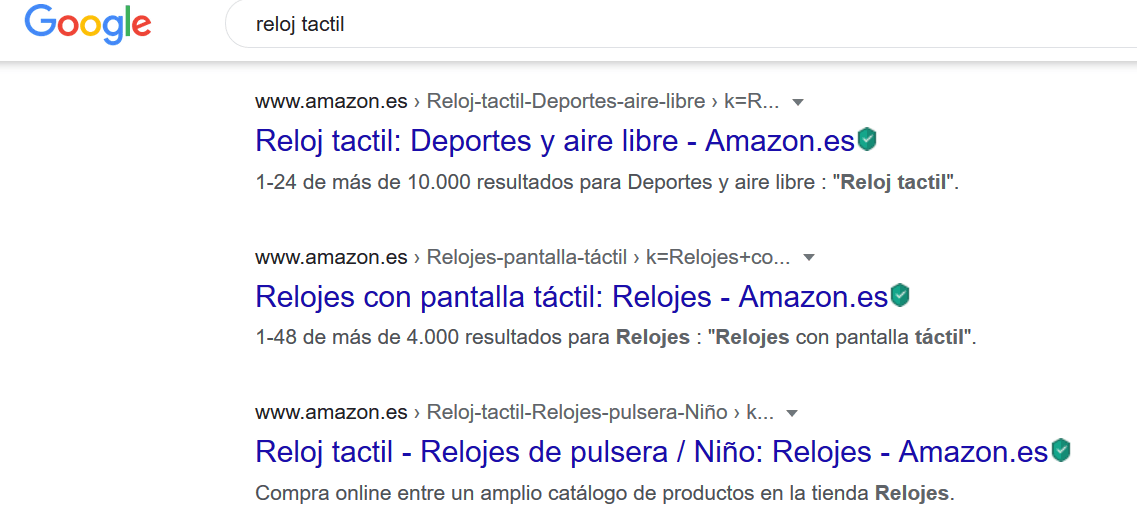 Google
reloj tactil
www.amazon.es › Reloj-tactil-Deportes-aire-libre › k=R...
Reloj tactil: Deportes y aire libre - Amazon.es
1-24 de más de 10.000 resultados para Deportes y aire libre : "Reloj tactil".
www.amazon.es › Relojes-pantalla-táctil › k=Relojes+co...
Relojes con pantalla táctil: Relojes - Amazon.es
1-48 de más de 4.000 resultados para Relojes : "Relojes con pantalla táctil".
www.amazon.es › Reloj-tactil-Relojes-pulsera-Niño › k...
Reloj tactil - Relojes de pulsera / Niño: Relojes - Amazon.es
Compra online entre un amplio catálogo de productos en la tienda Relojes.